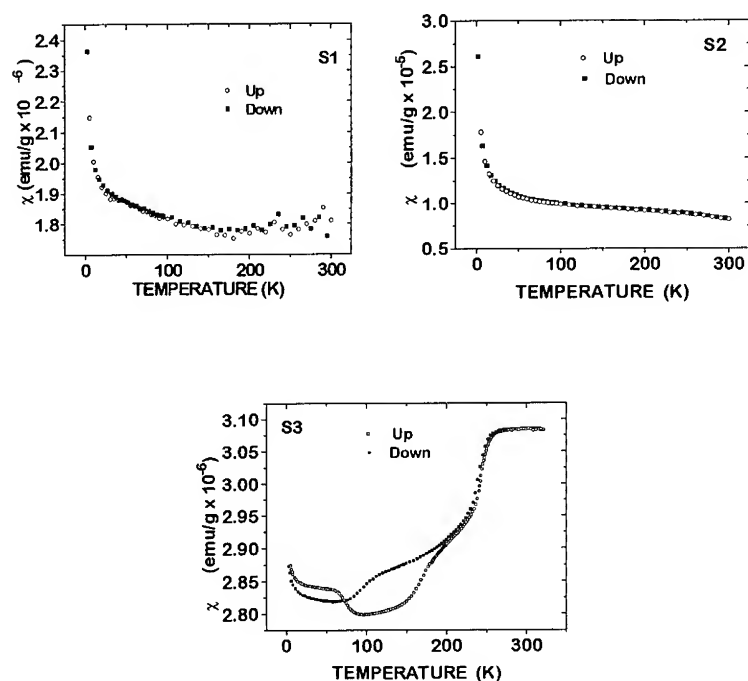 S1
2.4
2.3
2.2
2.1
2.0
1.9
1.8
χ (emu/g x 10 -6)
Up
Down
0 100 200 300
TEMPERATURE (K)
S2
3.0
2.5
2.0
1.5
1.0
0.5
χ (emu/g x 10-5)
Up
Down
0 50 100 150 200 250 300
TEMPERATURE (K)
S3
3.10
3.05
3.00
2.95
2.90
2.85
2.80
χ (emu/g x 10-6)
Up
Down
0 100 200 300
TEMPERATURE (K)